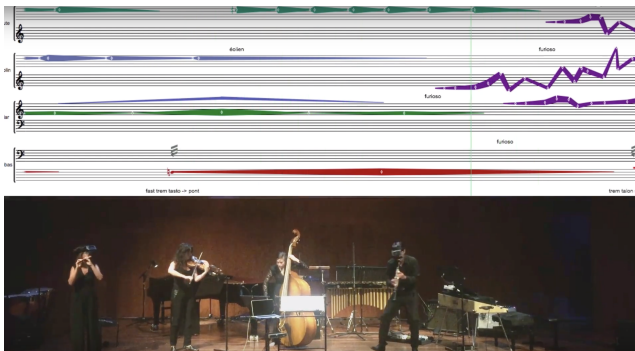 éolien furioso
furioso
furioso
fast trem tasto -> pont trem talon